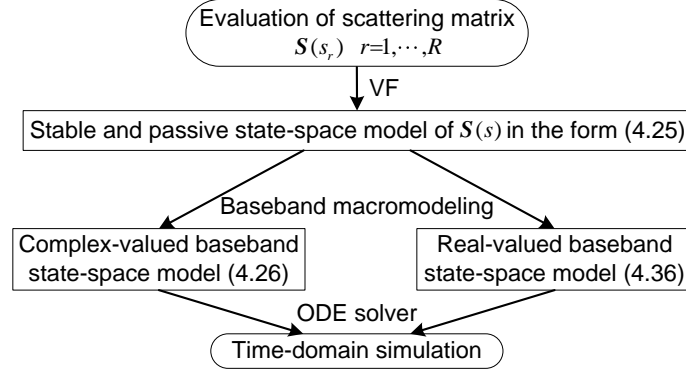 Evaluation of scattering matrix
S(s_r) r=1,⋯,R
VF
Stable and passive state-space model of S(s) in the form (4.25)
Baseband macromodeling
Complex-valued baseband
state-space model (4.26)
Real-valued baseband
state-space model (4.36)
ODE solver
Time-domain simulation